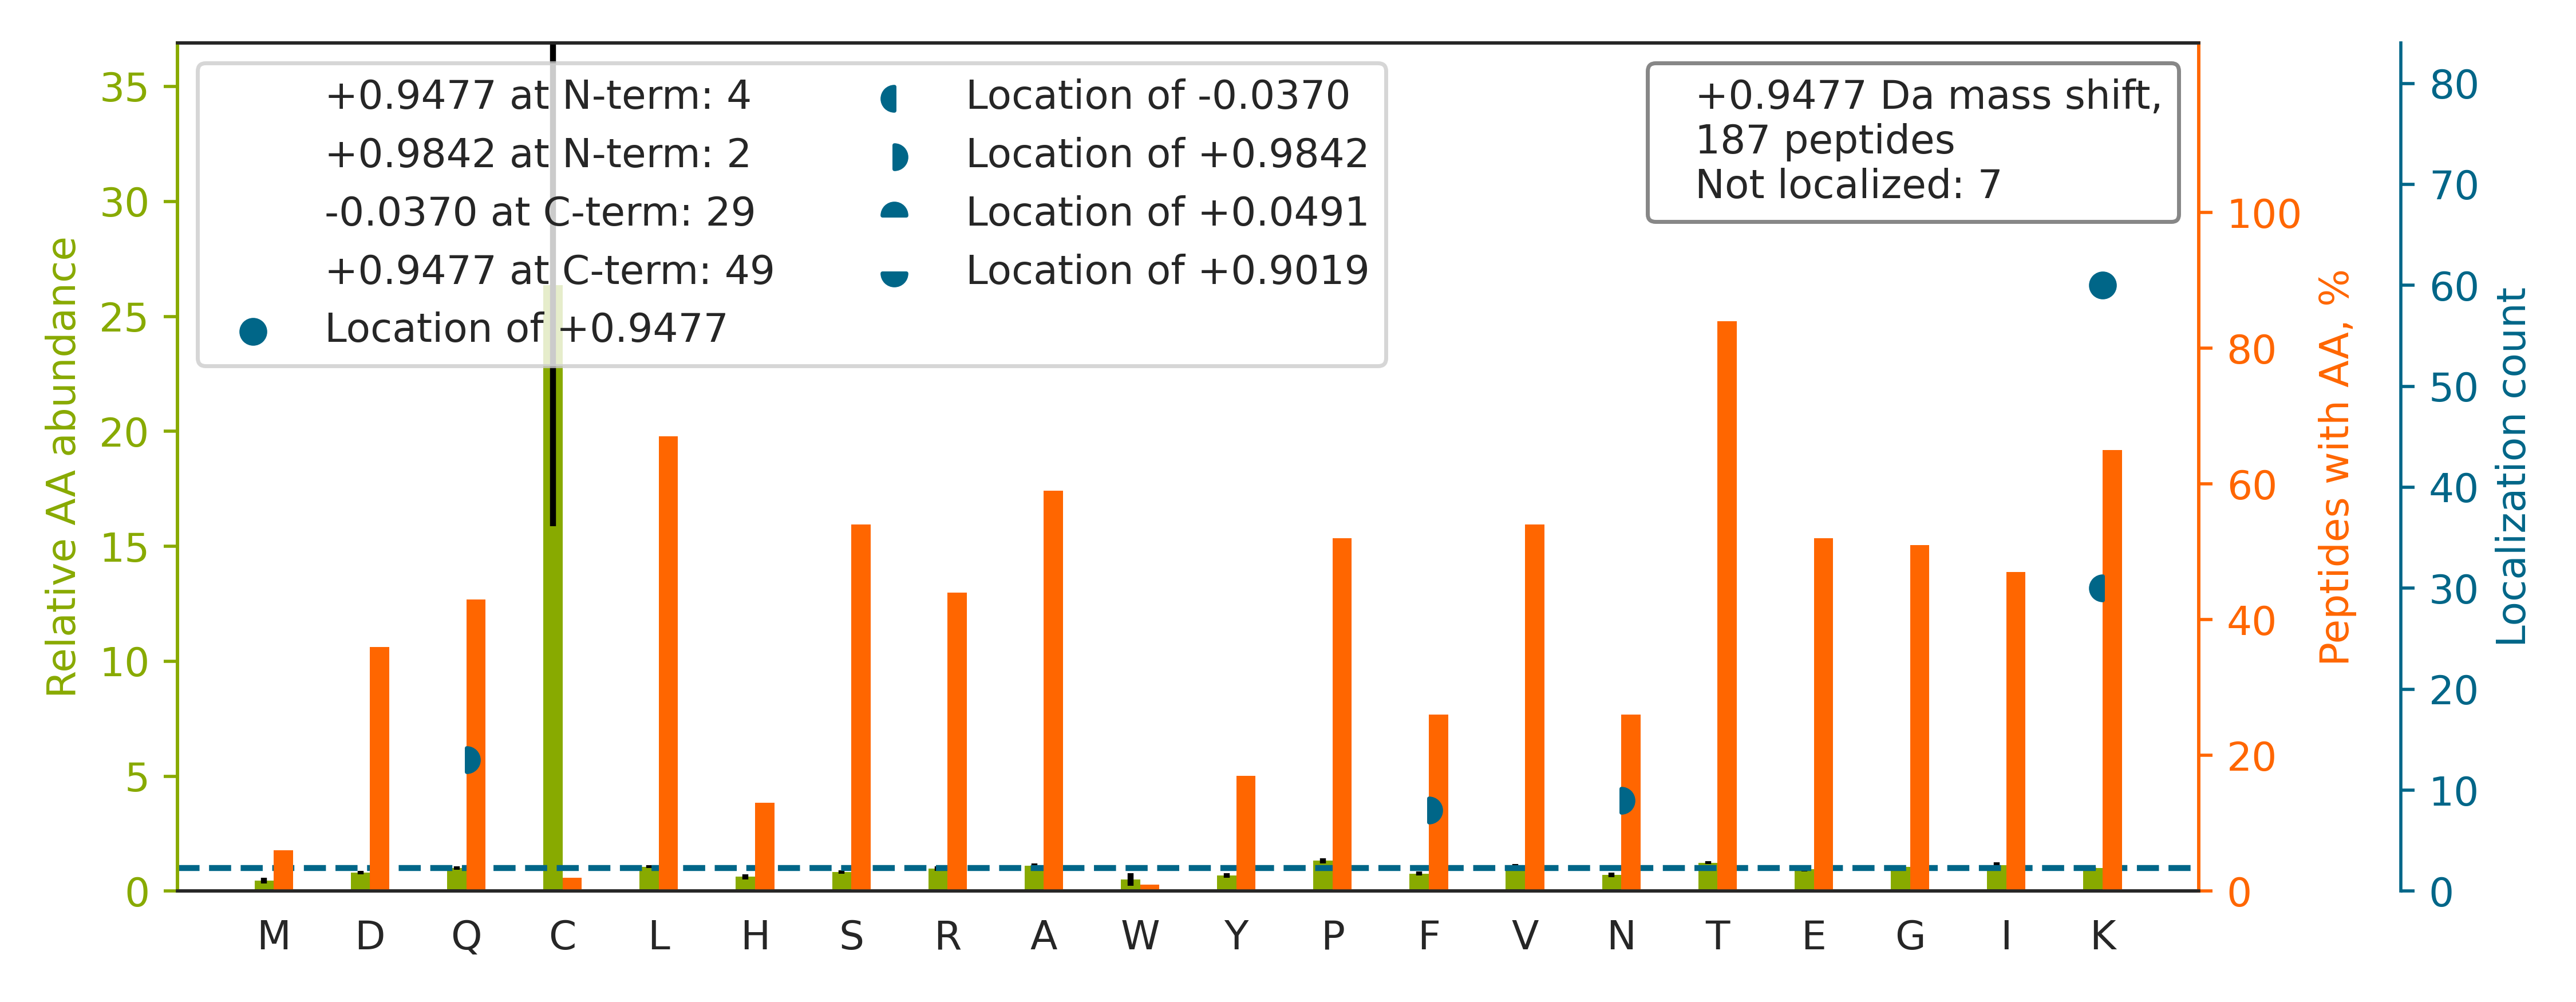 +0.9477 at N-term: 4
+0.9842 at N-term: 2
-0.0370 at C-term: 29
+0.9477 at C-term: 49
Location of +0.9477
Location of -0.0370
Location of +0.9842
Location of +0.0491
Location of +0.9019
+0.9477 Da mass shift,
187 peptides
Not localized: 7
Relative AA abundance
35
30
25
20
15
10
5
0
Peptides with AA, %
100
80
60
40
20
0
Localization count
80
70
60
50
40
30
20
10
0
M D Q C L H S R A W Y P F V N T E G I K